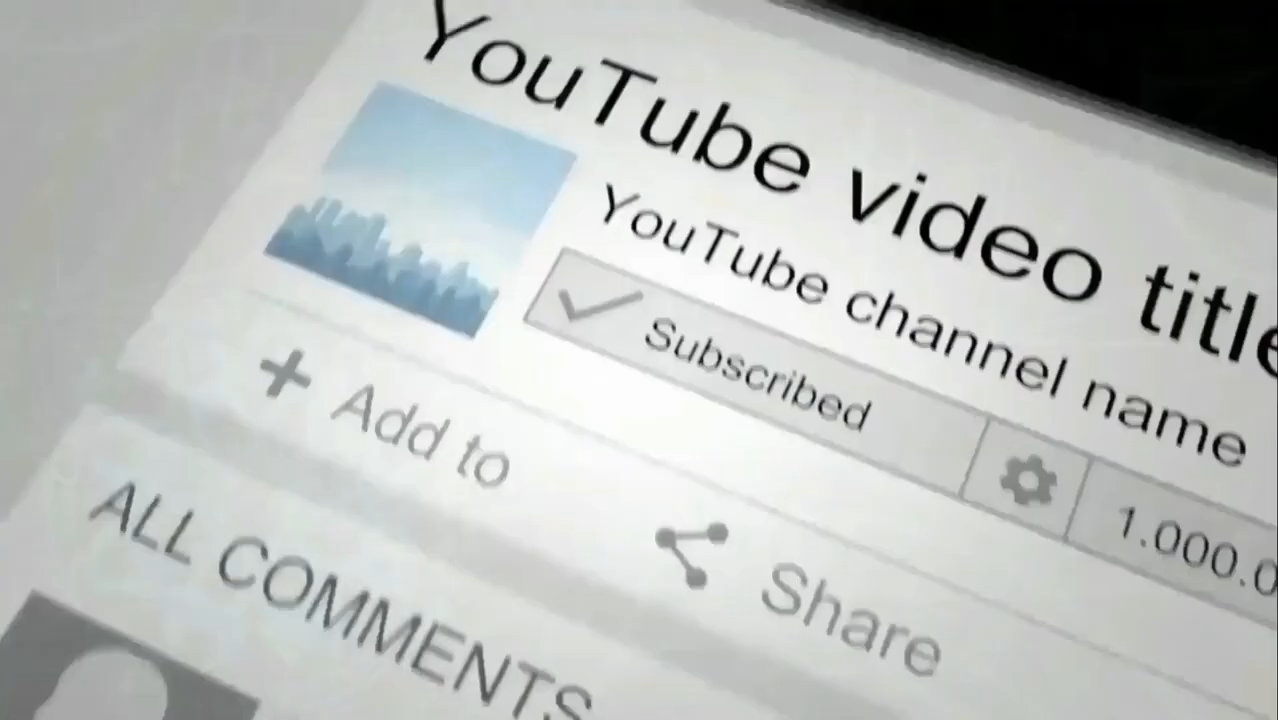 YouTube video title
YouTube channel name
Subscribed
1.000.0
Add to
Share
ALL COMMENTS